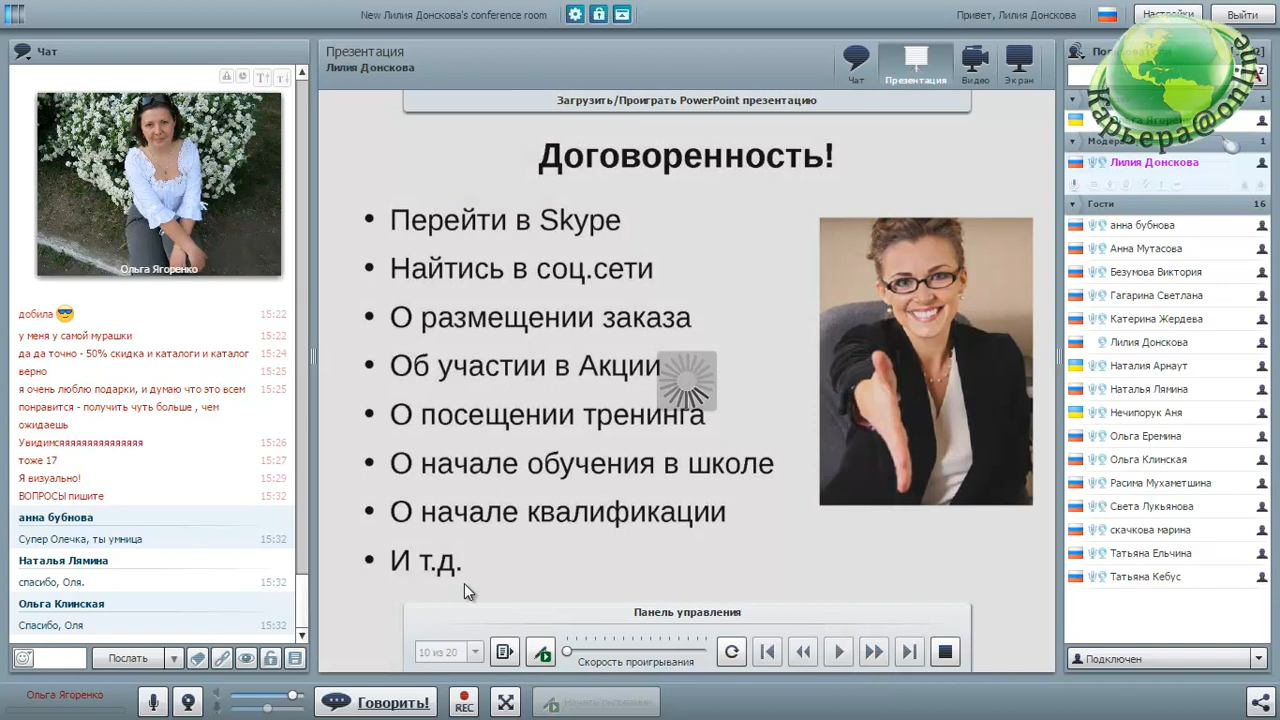 New Лилия Донскова's conference room
Привет, Лилия Донскова
Настройки
Выйти
Чат
Ольга Ягоренко
добила 15:22
у меня у самой мурашки 15:22
да да точно - 50% скидка и каталоги и каталог 15:24
верно 15:25
я очень люблю подарки, и думаю что это всем 15:25
понравится - получить чуть больше , чем
ожидаешь
Увидимсяяяяяяяяяяяяяяя 15:26
тоже 17 15:27
Я визуально! 15:29
ВОПРОСЫ пишите 15:32
анна бубнова
Супер Олечка, ты умница 15:32
Наталья Лямина
спасибо, Оля. 15:32
Ольга Клинская
Спасибо, Оля 15:32
Послать
Презентация
Лилия Донскова
Чат
Презентация
Видео
Экран
Загрузить/Проиграть PowerPoint презентацию
Договоренность!
• Перейти в Skype
• Найтись в соц.сети
• О размещении заказа
• Об участии в Акции
• О посещении тренинга
• О начале обучения в школе
• О начале квалификации
• И т.д.
Панель управления
10 из 20
Скорость проигрывания
Карьера@online
Лилия Донскова
Гости 16
анна бубнова
Анна Мутасова
Безумова Виктория
Гагарина Светлана
Катерина Жердева
Лилия Донскова
Наталия Арнаут
Наталья Лямина
Нечипорук Аня
Ольга Еремина
Ольга Клинская
Расима Мухаметшина
Света Лукьянова
скачкова марина
Татьяна Ельчина
Татьяна Кебус
Подключен
Ольга Ягоренко
Говорить!
REC